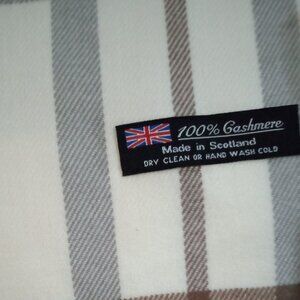 100% Cashmere
Made in Scotland
DRY CLEAN OR HAND WASH COLD